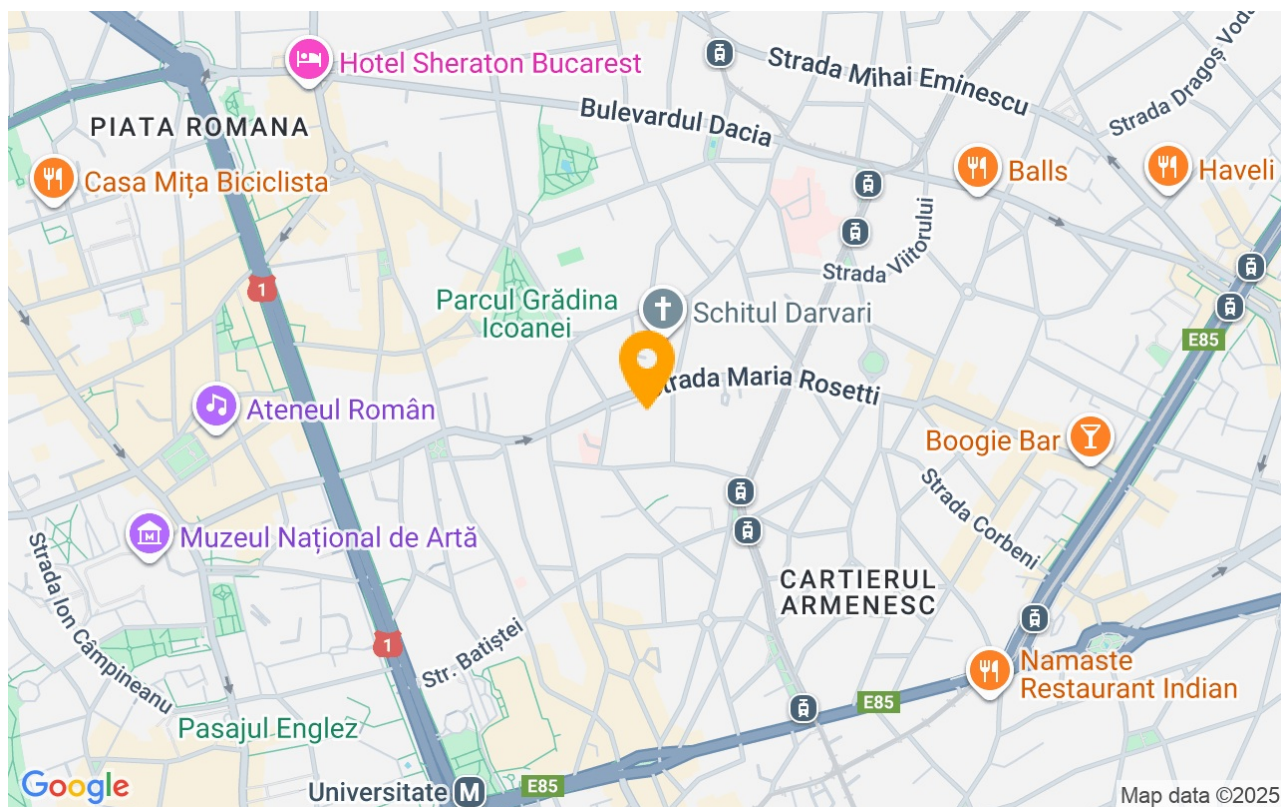 Hotel Sheraton Bucarest
Strada Mihai Eminescu
Strada Dragoș Vodă
PIATA ROMANA
Bulevardul Dacia
Casa Mița Biciclista
Balls
Haveli
Strada Viitorului
1
Parcul Grădina
Icoanei
Schitul Darvari
E85
Strada Maria Rosetti
Ateneul Român
Boogie Bar
Strada Corbeni
Muzeul Național de Artă
CARTIERUL
ARMENESC
Strada Ion Câmpineanu
1
Str. Batiștei
Namaste
Restaurant Indian
E85
Pasajul Englez
Google
Universitate
M
E85
Map data ©2025